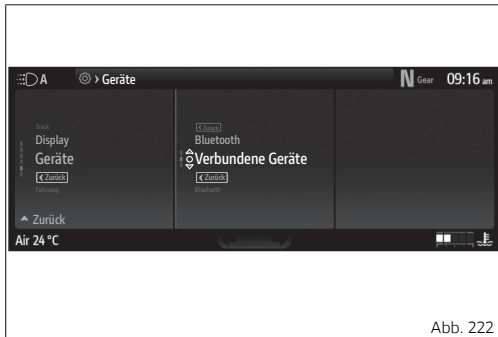 A
› Geräte
N Gear
09:16 am
Track
Display
Geräte
Zurück
Fahrzeug
Zurück
Bluetooth
Verbundene Geräte
Zurück
Bluetooth
Zurück
Air 24 °C
Abb. 222